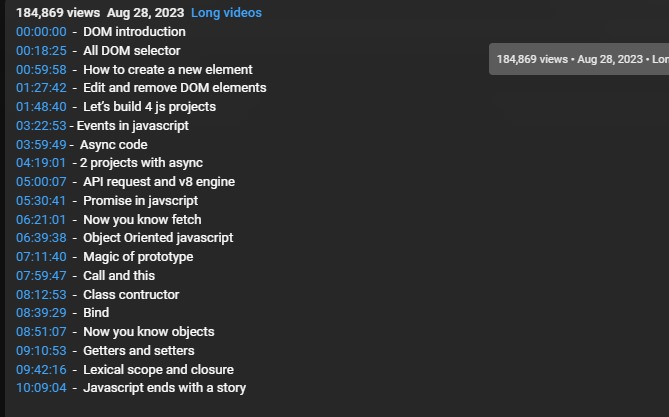 184,869 views Aug 28, 2023 Long videos
00:00:00 - DOM introduction
00:18:25 - All DOM selector
184,869 views • Aug 28, 2023 • Lon
00:59:58 - How to create a new element
01:27:42 - Edit and remove DOM elements
01:48:40 - Let's build 4 js projects
03:22:53 - Events in javascript
03:59:49 - Async code
04:19:01 - 2 projects with async
05:00:07 - API request and v8 engine
05:30:41 - Promise in javscript
06:21:01 - Now you know fetch
06:39:38 - Object Oriented javascript
07:11:40 - Magic of prototype
07:59:47 - Call and this
08:12:53 - Class contructor
08:39:29 - Bind
08:51:07 - Now you know objects
09:10:53 - Getters and setters
09:42:16 - Lexical scope and closure
10:09:04 - Javascript ends with a story